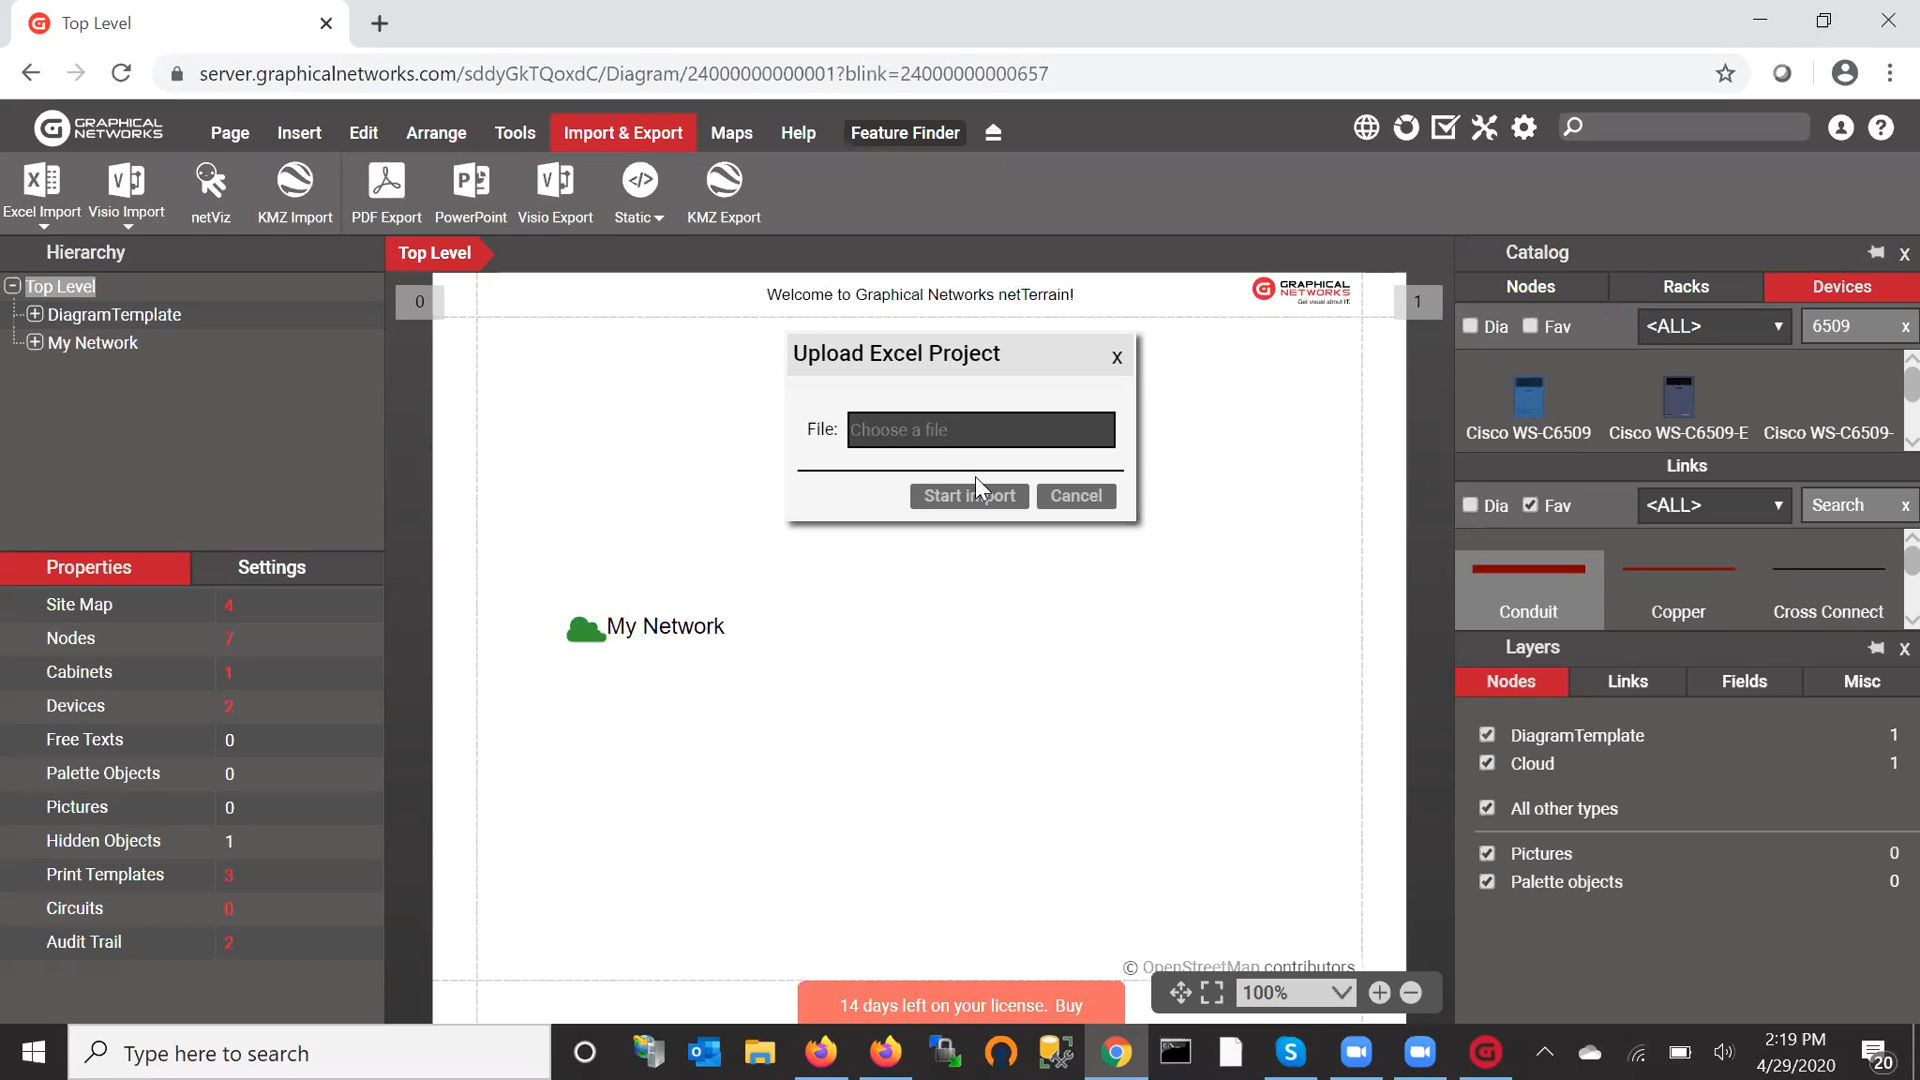 Top Level
server.graphicalnetworks.com/sddyGkTQoxdC/Diagram/24000000000001?blink=24000000000657
GRAPHICAL NETWORKS
Page Insert Edit Arrange Tools Import & Export Maps Help Feature Finder
Excel Import Visio Import netViz KMZ Import PDF Export PowerPoint Visio Export Static KMZ Export
Hierarchy
Top Level
DiagramTemplate
My Network
Properties Settings
Site Map 4
Nodes 7
Cabinets 1
Devices 2
Free Texts 0
Palette Objects 0
Pictures 0
Hidden Objects 1
Print Templates 3
Circuits 0
Audit Trail 2
Top Level
0
Welcome to Graphical Networks netTerrain!
GRAPHICAL NETWORKS
Get visual about IT.
1
Upload Excel Project x
File: Choose a file
Start import Cancel
My Network
© OpenStreetMap contributors
14 days left on your license. Buy
100%
Catalog x
Nodes Racks Devices
Dia Fav <ALL> 6509 x
Cisco WS-C6509 Cisco WS-C6509-E Cisco WS-C6509-
Links
Dia Fav <ALL> Search x
Conduit Copper Cross Connect
Layers x
Nodes Links Fields Misc
DiagramTemplate 1
Cloud 1
All other types
Pictures 0
Palette objects 0
Type here to search
2:19 PM
4/29/2020
20